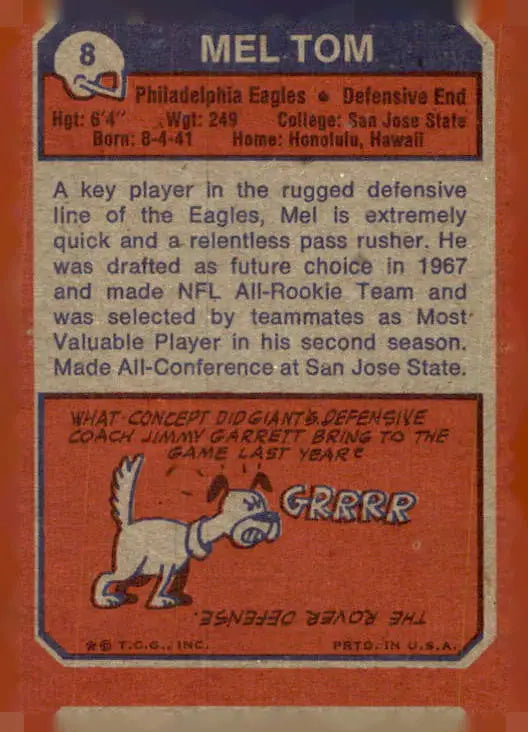 8
MEL TOM
Philadelphia Eagles • Defensive End
Hgt: 6'4" Wgt: 249 College: San Jose State
Born: 8-4-41 Home: Honolulu, Hawaii
A key player in the rugged defensive
line of the Eagles, Mel is extremely
quick and a relentless pass rusher. He
was drafted as future choice in 1967
and made NFL All-Rookie Team and
was selected by teammates as Most
Valuable Player in his second season.
Made All-Conference at San Jose State.
WHAT CONCEPT DID GIANTS DEFENSIVE
COACH JIMMY GARRETT BRING TO THE
GAME LAST YEAR?
GRRRR
THE ROVER DEFENSE.
*© T.C.G., INC. PRTD. IN U.S.A.